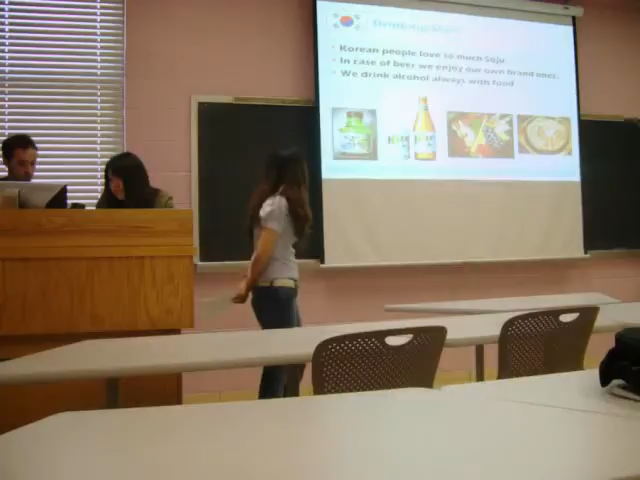 • Korean people love so much Soju.
• In case of beer we enjoy our own brand ones.
• We drink alcohol always with food